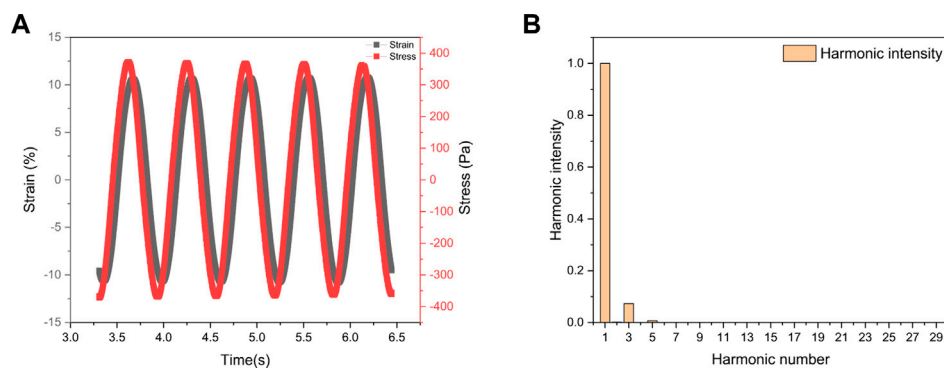 A
Strain (%)
15
10
5
0
-5
-10
-15
Strain
Stress
400
300
200
100
0
-100
-200
-300
-400
Stress (Pa)
3.0 3.5 4.0 4.5 5.0 5.5 6.0 6.5
Time(s)
B
Harmonic intensity
1.0
0.8
0.6
0.4
0.2
0.0
Harmonic intensity
1 3 5 7 9 11 13 15 17 19 21 23 25 27 29
Harmonic number